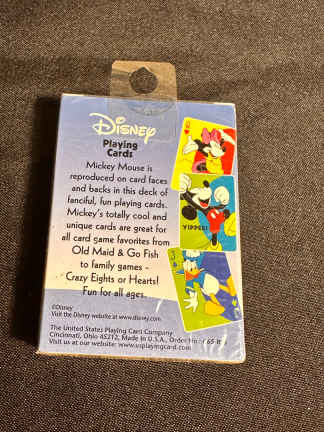 Disney
Playing
Cards
Mickey Mouse is
reproduced on card faces
and backs in this deck of
fanciful, fun playing cards.
Mickey's totally cool and
unique cards are great for
all card game favorites from
Old Maid & Go Fish
to family games -
Crazy Eights or Hearts!
Fun for all ages.
YIPPEE!
J
©Disney
Visit the Disney website at www.disney.com.
The United States Playing Card Company
Cincinnati, Ohio 45212, Made in U.S.A., Order No.
Visit us at our website: www.usplayingcard.com